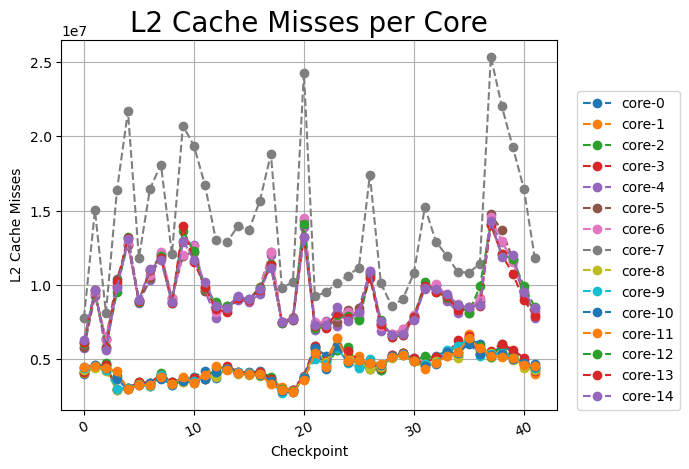 L2 Cache Misses per Core
1e7
2.5
2.0
1.5
1.0
0.5
L2 Cache Misses
0
10
20
30
40
Checkpoint
core-0
core-1
core-2
core-3
core-4
core-5
core-6
core-7
core-8
core-9
core-10
core-11
core-12
core-13
core-14